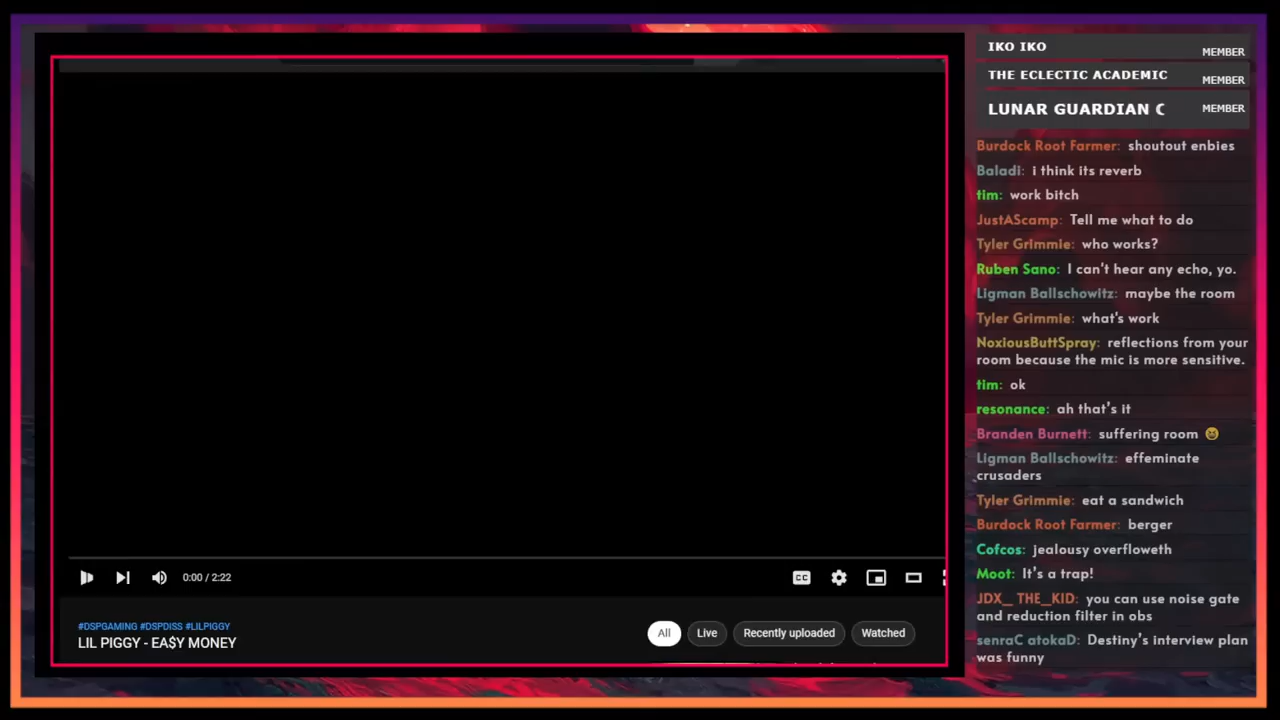 IKO IKO
MEMBER
THE ECLECTIC ACADEMIC
MEMBER
LUNAR GUARDIAN
MEMBER
Burdock Root Farmer: shoutout enbies
Baladi: i think its reverb
tim: work bitch
JustAScamp: Tell me what to do
Tyler Grimmie: who works?
Ruben Sano: I can't hear any echo, yo.
Ligman Ballschowitz: maybe the room
Tyler Grimmie: what's work
NoxiousButtSpray: reflections from your
room because the mic is more sensitive.
tim: ok
resonance: ah that's it
Branden Burnett: suffering room 😆
Ligman Ballschowitz: effeminate
crusaders
Tyler Grimmie: eat a sandwich
Burdock Root Farmer: berger
Cofcos: jealousy overfloweth
Moot: It's a trap!
JDX_ THE_KID: you can use noise gate
and reduction filter in obs
senraC atokaD: Destiny's interview plan
was funny
0:00 / 2:22
CC
#DSPGAMING #DSPDISS #LILPIGGY
LIL PIGGY - EA$Y MONEY
All
Live
Recently uploaded
Watched